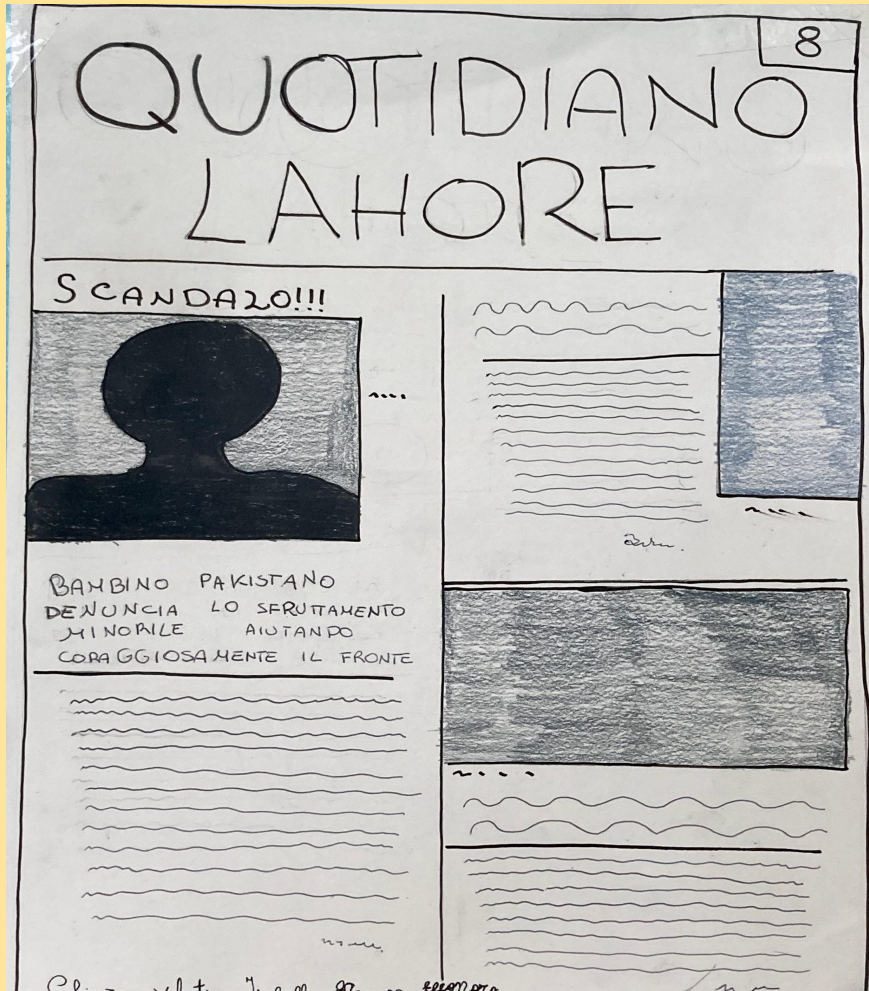 8
QUOTIDIANO
LAHORE
SCANDALO!!!
BAMBINO PAKISTANO
DENUNCIA LO SFRUTTAMENTO
MINORILE AIUTANDO
CORAGGIOSAMENTE IL FRONTE